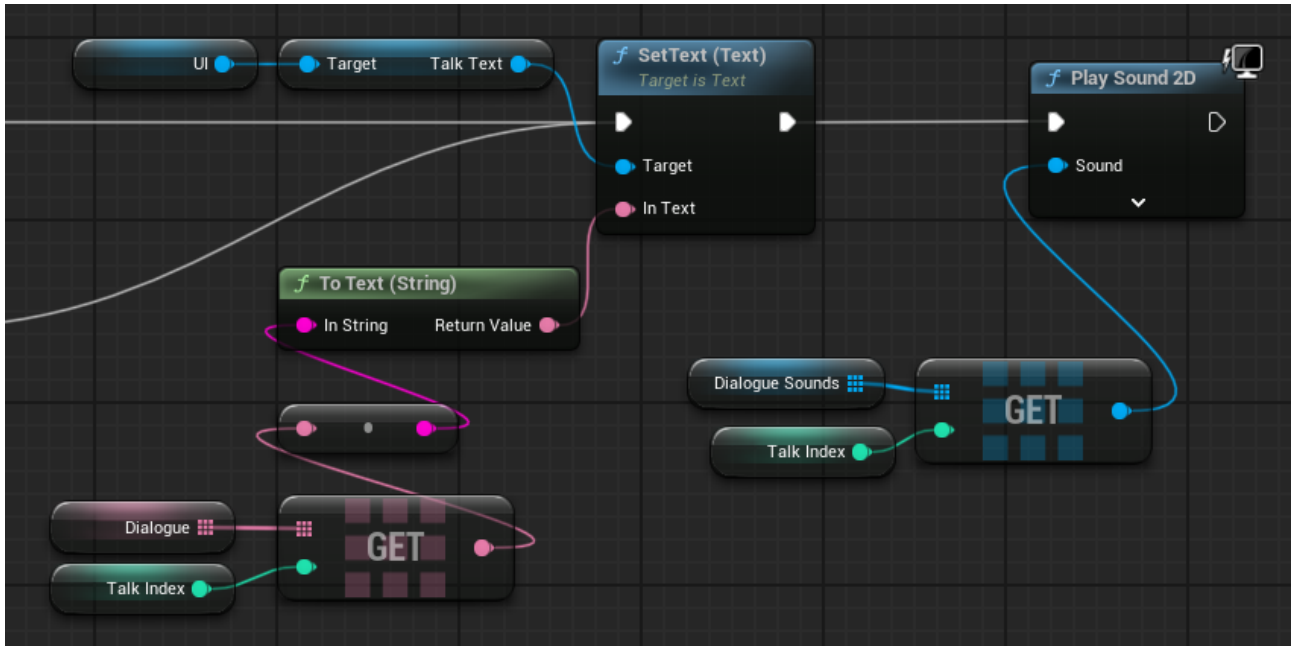 UI
Target Talk Text
SetText (Text)
Target is Text
Target
In Text
Play Sound 2D
Sound
To Text (String)
In String Return Value
Dialogue
Talk Index
GET
Dialogue Sounds
Talk Index
GET